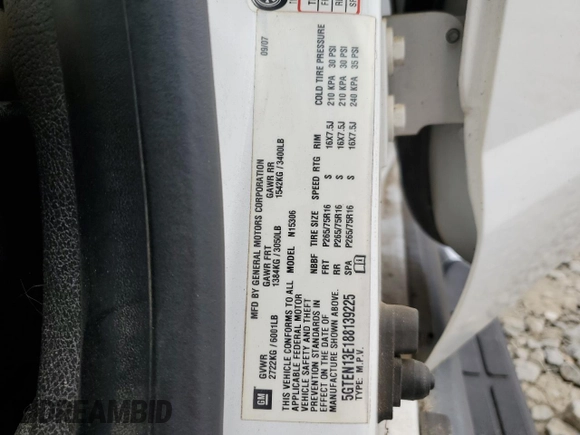 GM
MFD BY GENERAL MOTORS CORPORATION
09/07
GVWR
GAWR FRT
GAWR RR
2722KG / 6001LB
1384KG / 3050LB
1542KG / 3400LB
THIS VEHICLE CONFORMS TO ALL
APPLICABLE FEDERAL MOTOR
VEHICLE SAFETY AND THEFT
PREVENTION STANDARDS IN
EFFECT ON THE DATE OF
MANUFACTURE SHOWN ABOVE.
5GTEN13E188139225
TYPE: M.P.V.
MODEL N15306
NBBF TIRE SIZE SPEED RTG RIM COLD TIRE PRESSURE
FRT P265/75R16 S 16X7.5J 210 KPA 30 PSI
RR P265/75R16 S 16X7.5J 210 KPA 30 PSI
SPA P265/75R16 S 16X7.5J 240 KPA 35 PSI